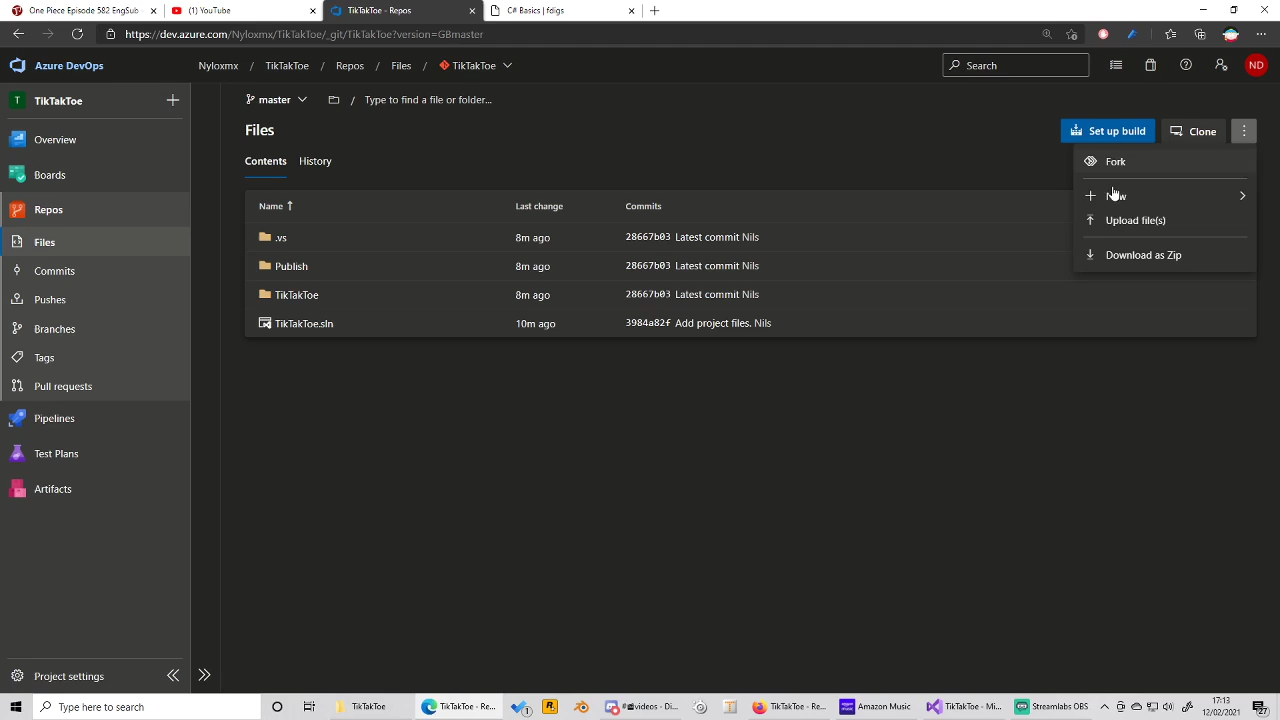 One Piece Episode 582 EngSub
(1) YouTube
TikTakToe - Repos
C# Basics | fdigs
https://dev.azure.com/Nyloxmx/TikTakToe/_git/TikTakToe?version=GBmaster
Azure DevOps
Nyloxmx / TikTakToe / Repos / Files / TikTakToe
Search
ND
T TikTakToe
Overview
Boards
Repos
Files
Commits
Pushes
Branches
Tags
Pull requests
Pipelines
Test Plans
Artifacts
Project settings
master / Type to find a file or folder...
Files
Set up build
Clone
Contents
History
Fork
Upload file(s)
Download as Zip
Name Last change Commits
.vs 8m ago 28667b03 Latest commit Nils
Publish 8m ago 28667b03 Latest commit Nils
TikTakToe 8m ago 28667b03 Latest commit Nils
TikTakToe.sln 10m ago 3984a82f Add project files. Nils
Type here to search
TikTakToe
TikTakToe - Re...
TikTakToe - Re...
Amazon Music
TikTakToe - Mi...
Streamlabs OBS
17:13
12/02/2021